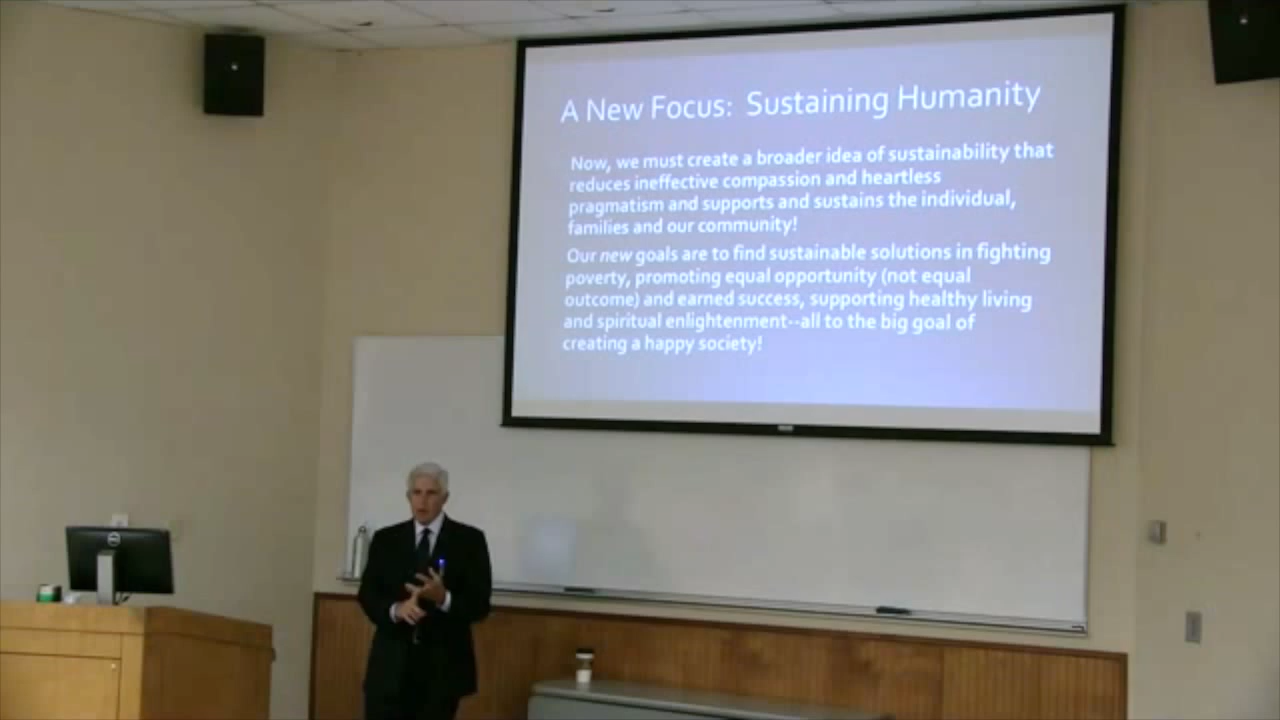 A New Focus: Sustaining Humanity
Now, we must create a broader idea of sustainability that
reduces ineffective compassion and heartless
pragmatism and supports and sustains the individual,
families and our community!
Our new goals are to find sustainable solutions in fighting
poverty, promoting equal opportunity (not equal
outcome) and earned success, supporting healthy living
and spiritual enlightenment--all to the big goal of
creating a happy society!
DELL